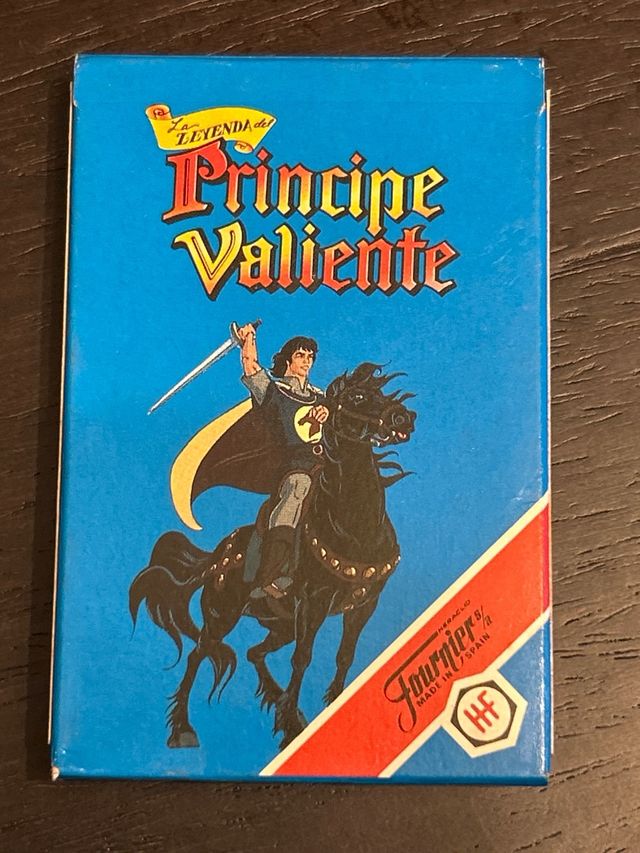 La
LEYENDA del
Principe
Valiente
HERACLIO
Fournier s/a
MADE IN SPAIN
HF